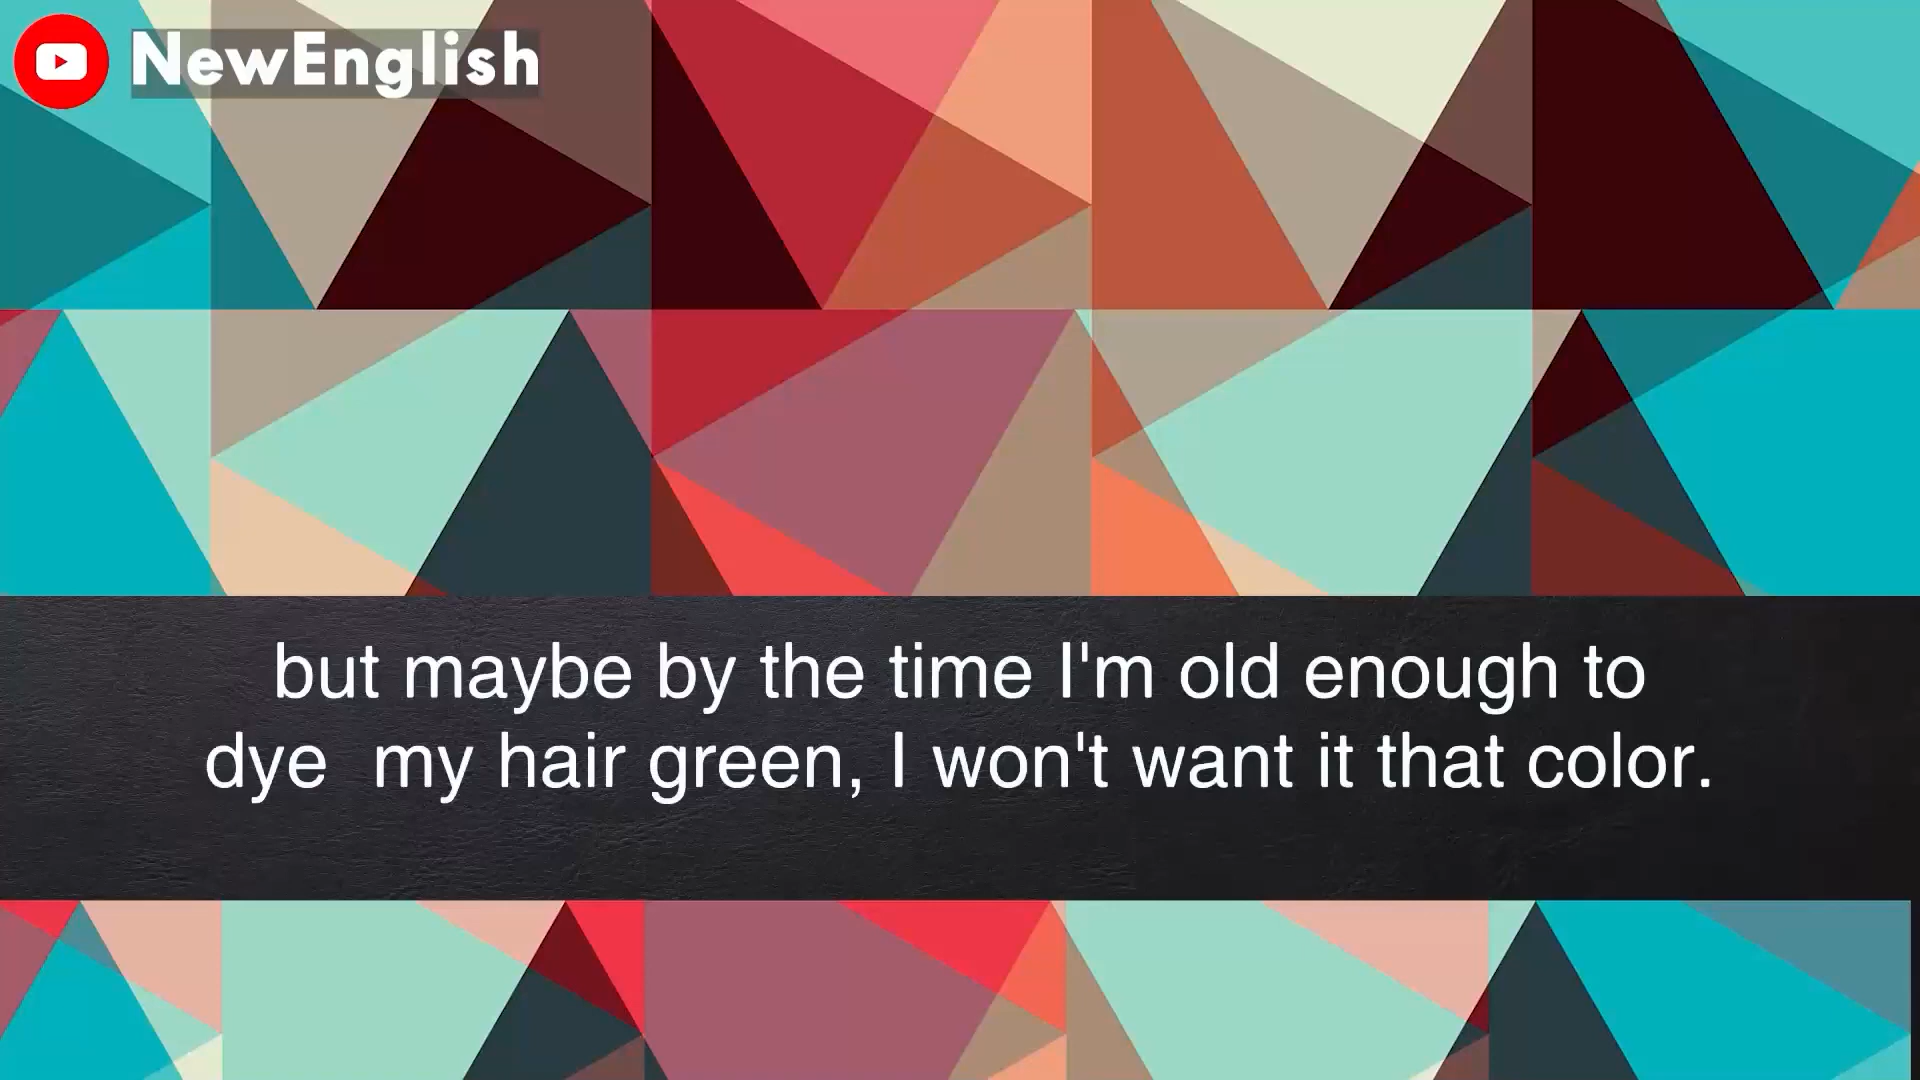 NewEnglish
but maybe by the time I'm old enough to
dye  my hair green, I won't want it that color.